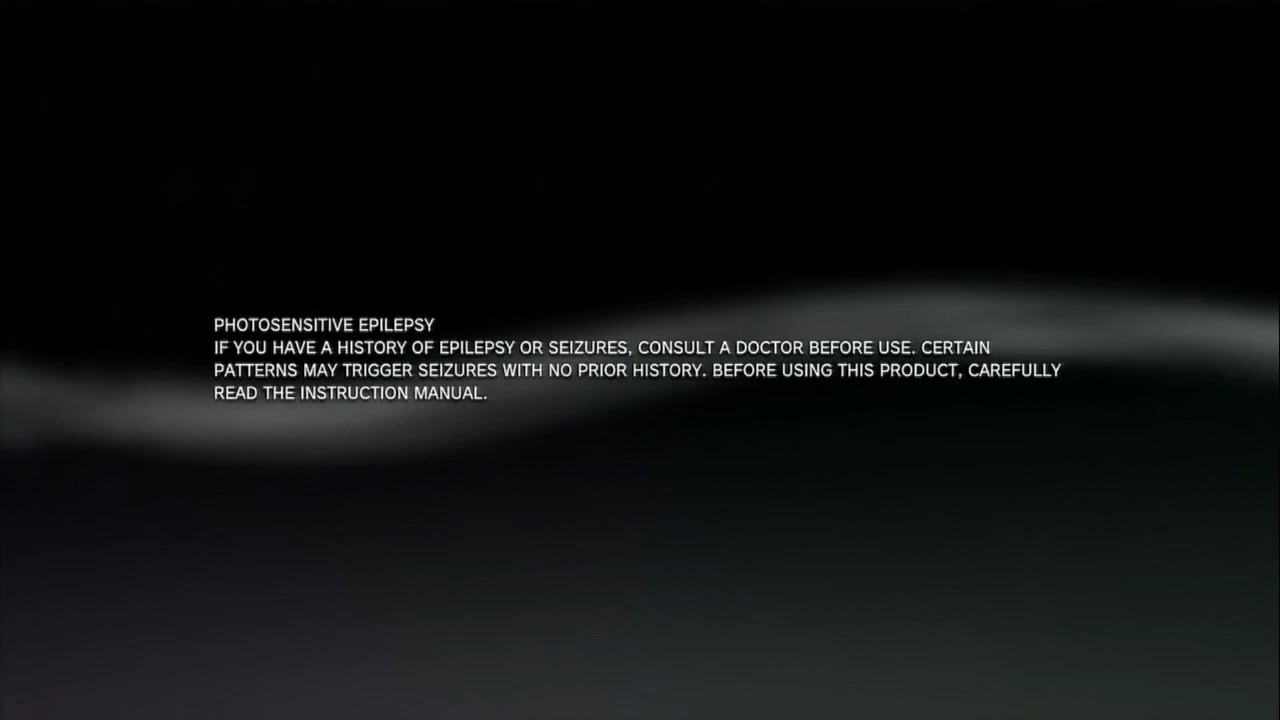 PHOTOSENSITIVE EPILEPSY
IF YOU HAVE A HISTORY OF EPILEPSY OR SEIZURES, CONSULT A DOCTOR BEFORE USE. CERTAIN
PATTERNS MAY TRIGGER SEIZURES WITH NO PRIOR HISTORY. BEFORE USING THIS PRODUCT, CAREFULLY
READ THE INSTRUCTION MANUAL.